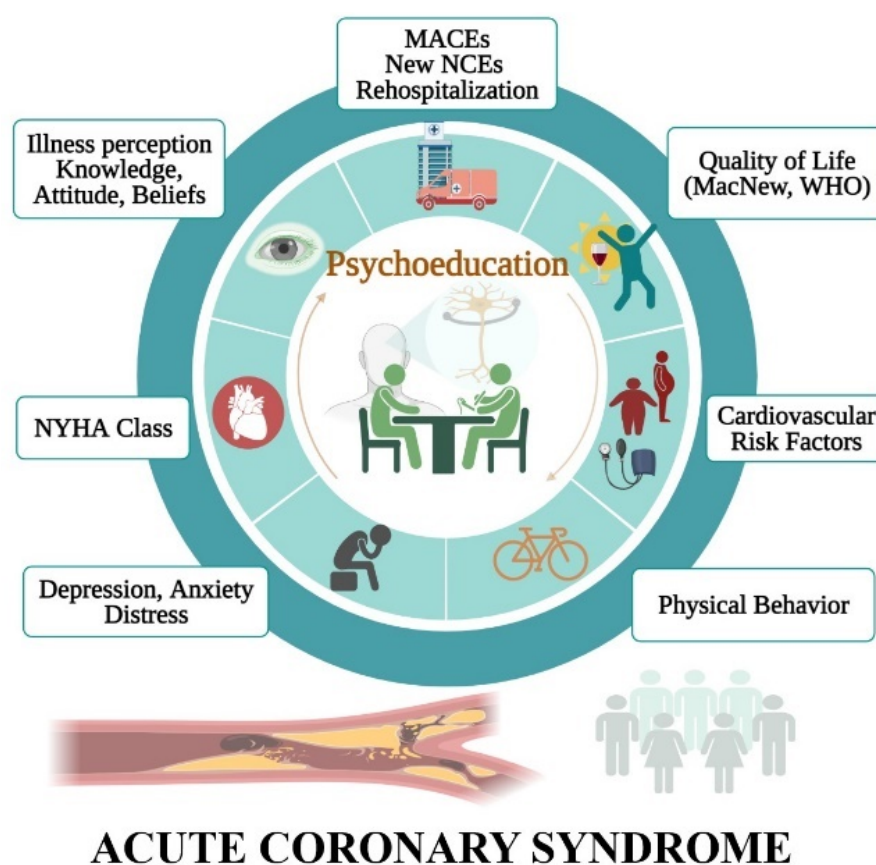 MACEs
New NCEs
Rehospitalization
Illness perception
Knowledge,
Attitude, Beliefs
Quality of Life
(MacNew, WHO)
Psychoeducation
NYHA Class
Cardiovascular
Risk Factors
Depression, Anxiety
Distress
Physical Behavior
ACUTE CORONARY SYNDROME